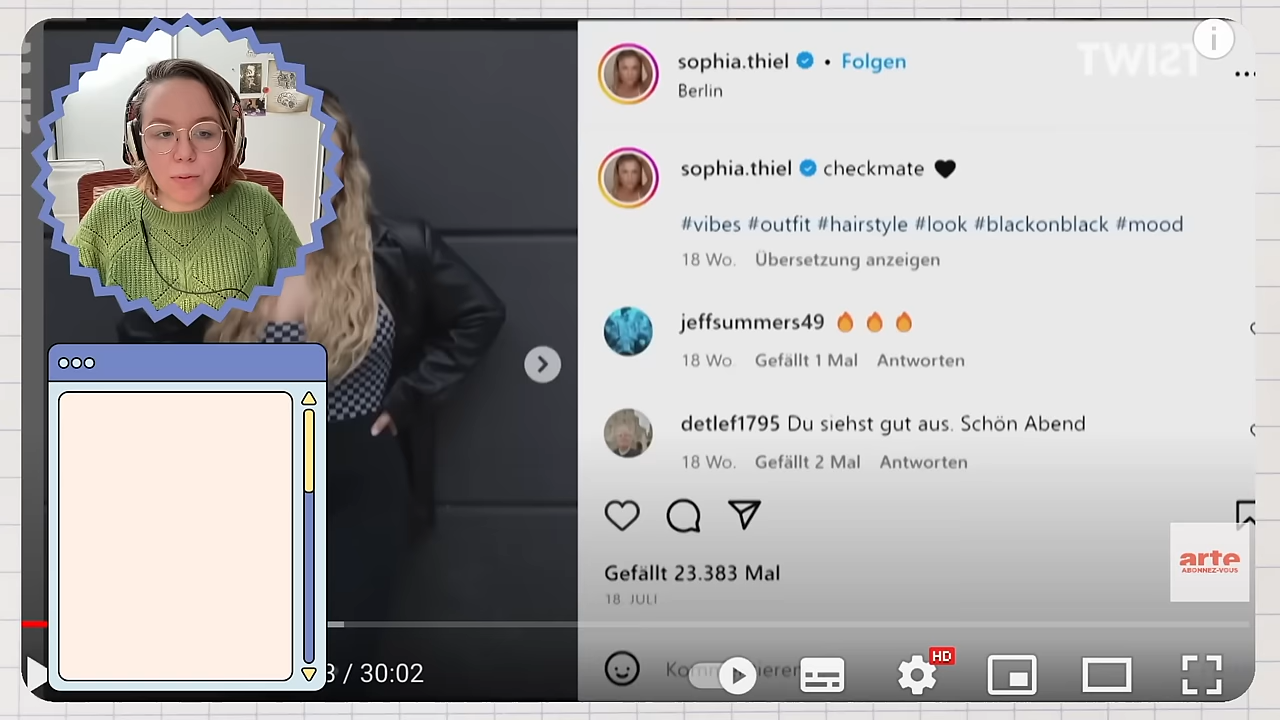 TWIST
i
sophia.thiel • Folgen
Berlin
sophia.thiel checkmate 🖤
#vibes #outfit #hairstyle #look #blackonblack #mood
18 Wo. Übersetzung anzeigen
jeffsummers49 🔥 🔥 🔥
18 Wo. Gefällt 1 Mal Antworten
detlef1795 Du siehst gut aus. Schön Abend
18 Wo. Gefällt 2 Mal Antworten
arte
ABONNEZ-VOUS
Gefällt 23.383 Mal
18. JULI
/ 30:02
HD